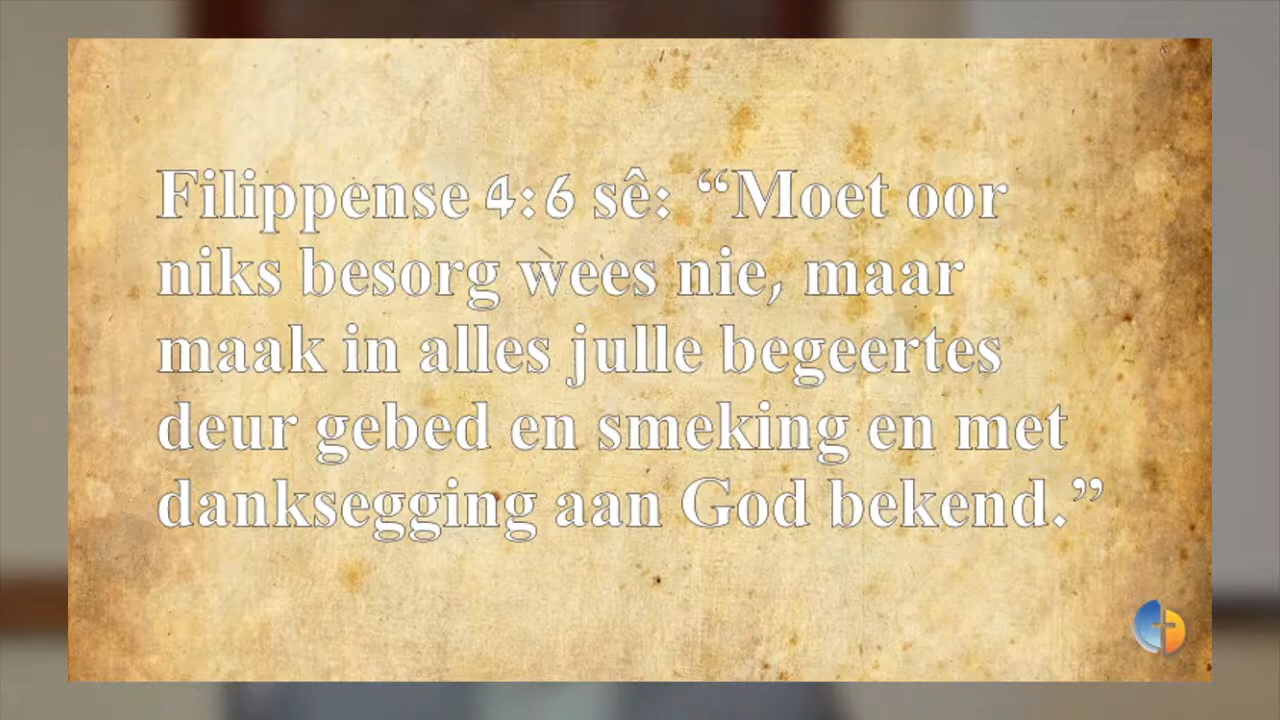 Filippense 4:6 sê: “Moet oor
niks besorg wees nie, maar
maak in alles julle begeertes
deur gebed en smeking en met
danksegging aan God bekend.”